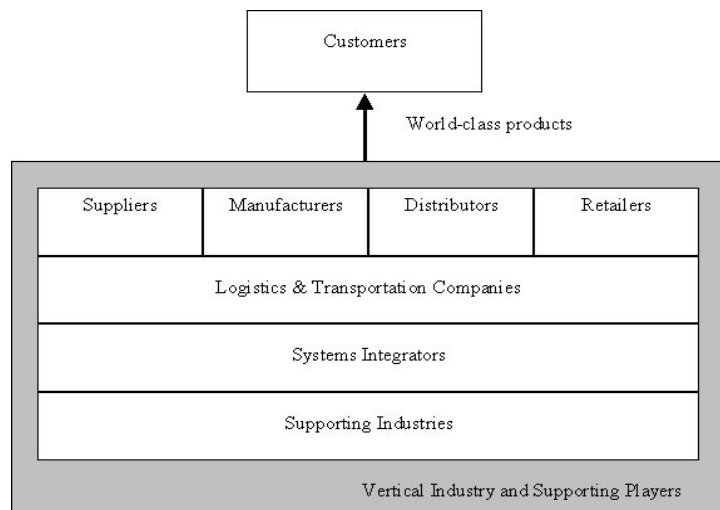 Customers
World-class products
Suppliers
Manufacturers
Distributors
Retailers
Logistics & Transportation Companies
Systems Integrators
Supporting Industries
Vertical Industry and Supporting Players